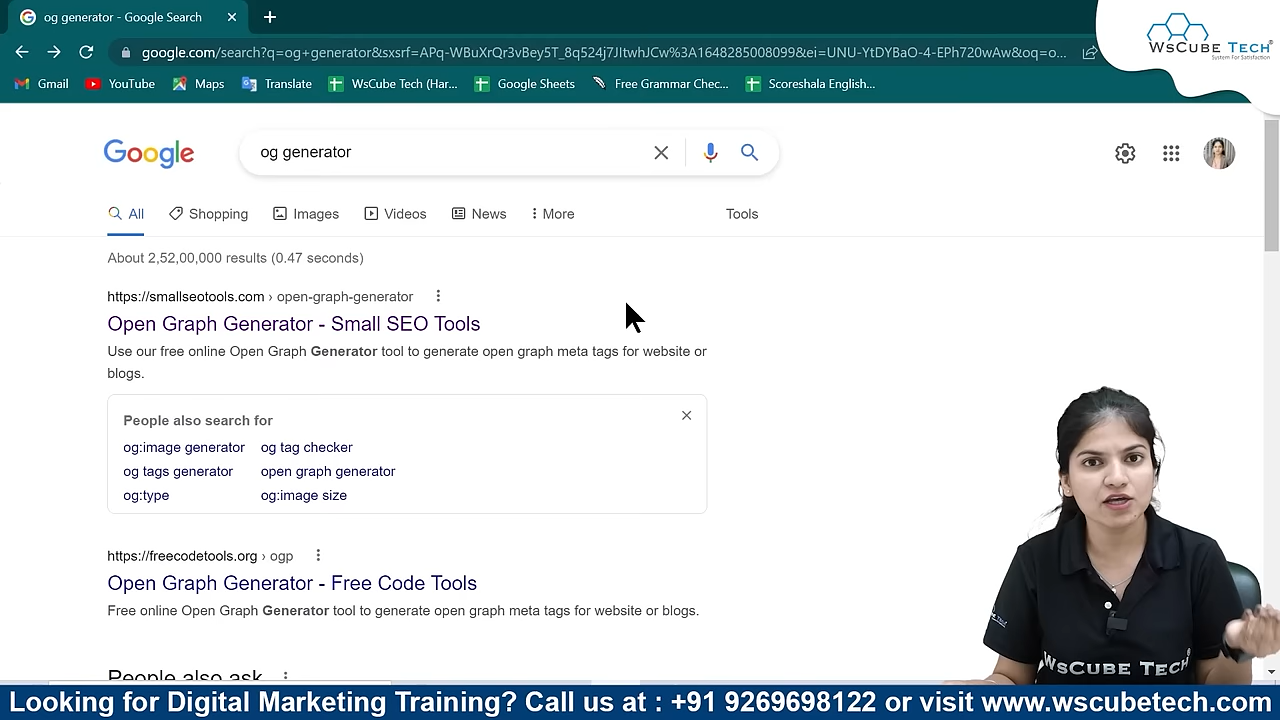 og generator - Google Search
WsCube Tech®
System For Satisfaction
google.com/search?q=og+generator&sxsrf=APq-WBuXrQr3vBey5T_Dq524j7JItwhJCw%3A1648285008099&ei=UNU-YtDYBaO-4-EPh720wAw&oq=o...
Gmail YouTube Maps Translate WsCube Tech (Har... Google Sheets Free Grammar Chec... Scoreshala English...
Google
og generator
All Shopping Images Videos News More Tools
About 2,52,00,000 results (0.47 seconds)
https://smallseotools.com › open-graph-generator
Open Graph Generator - Small SEO Tools
Use our free online Open Graph Generator tool to generate open graph meta tags for website or
blogs.
People also search for
og:image generator og tag checker
og tags generator open graph generator
og:type og:image size
https://freecodetools.org › ogp
Open Graph Generator - Free Code Tools
Free online Open Graph Generator tool to generate open graph meta tags for website or blogs.
People also ask
WsCube Tech
Looking for Digital Marketing Training? Call us at : +91 9269698122 or visit www.wscubetech.com